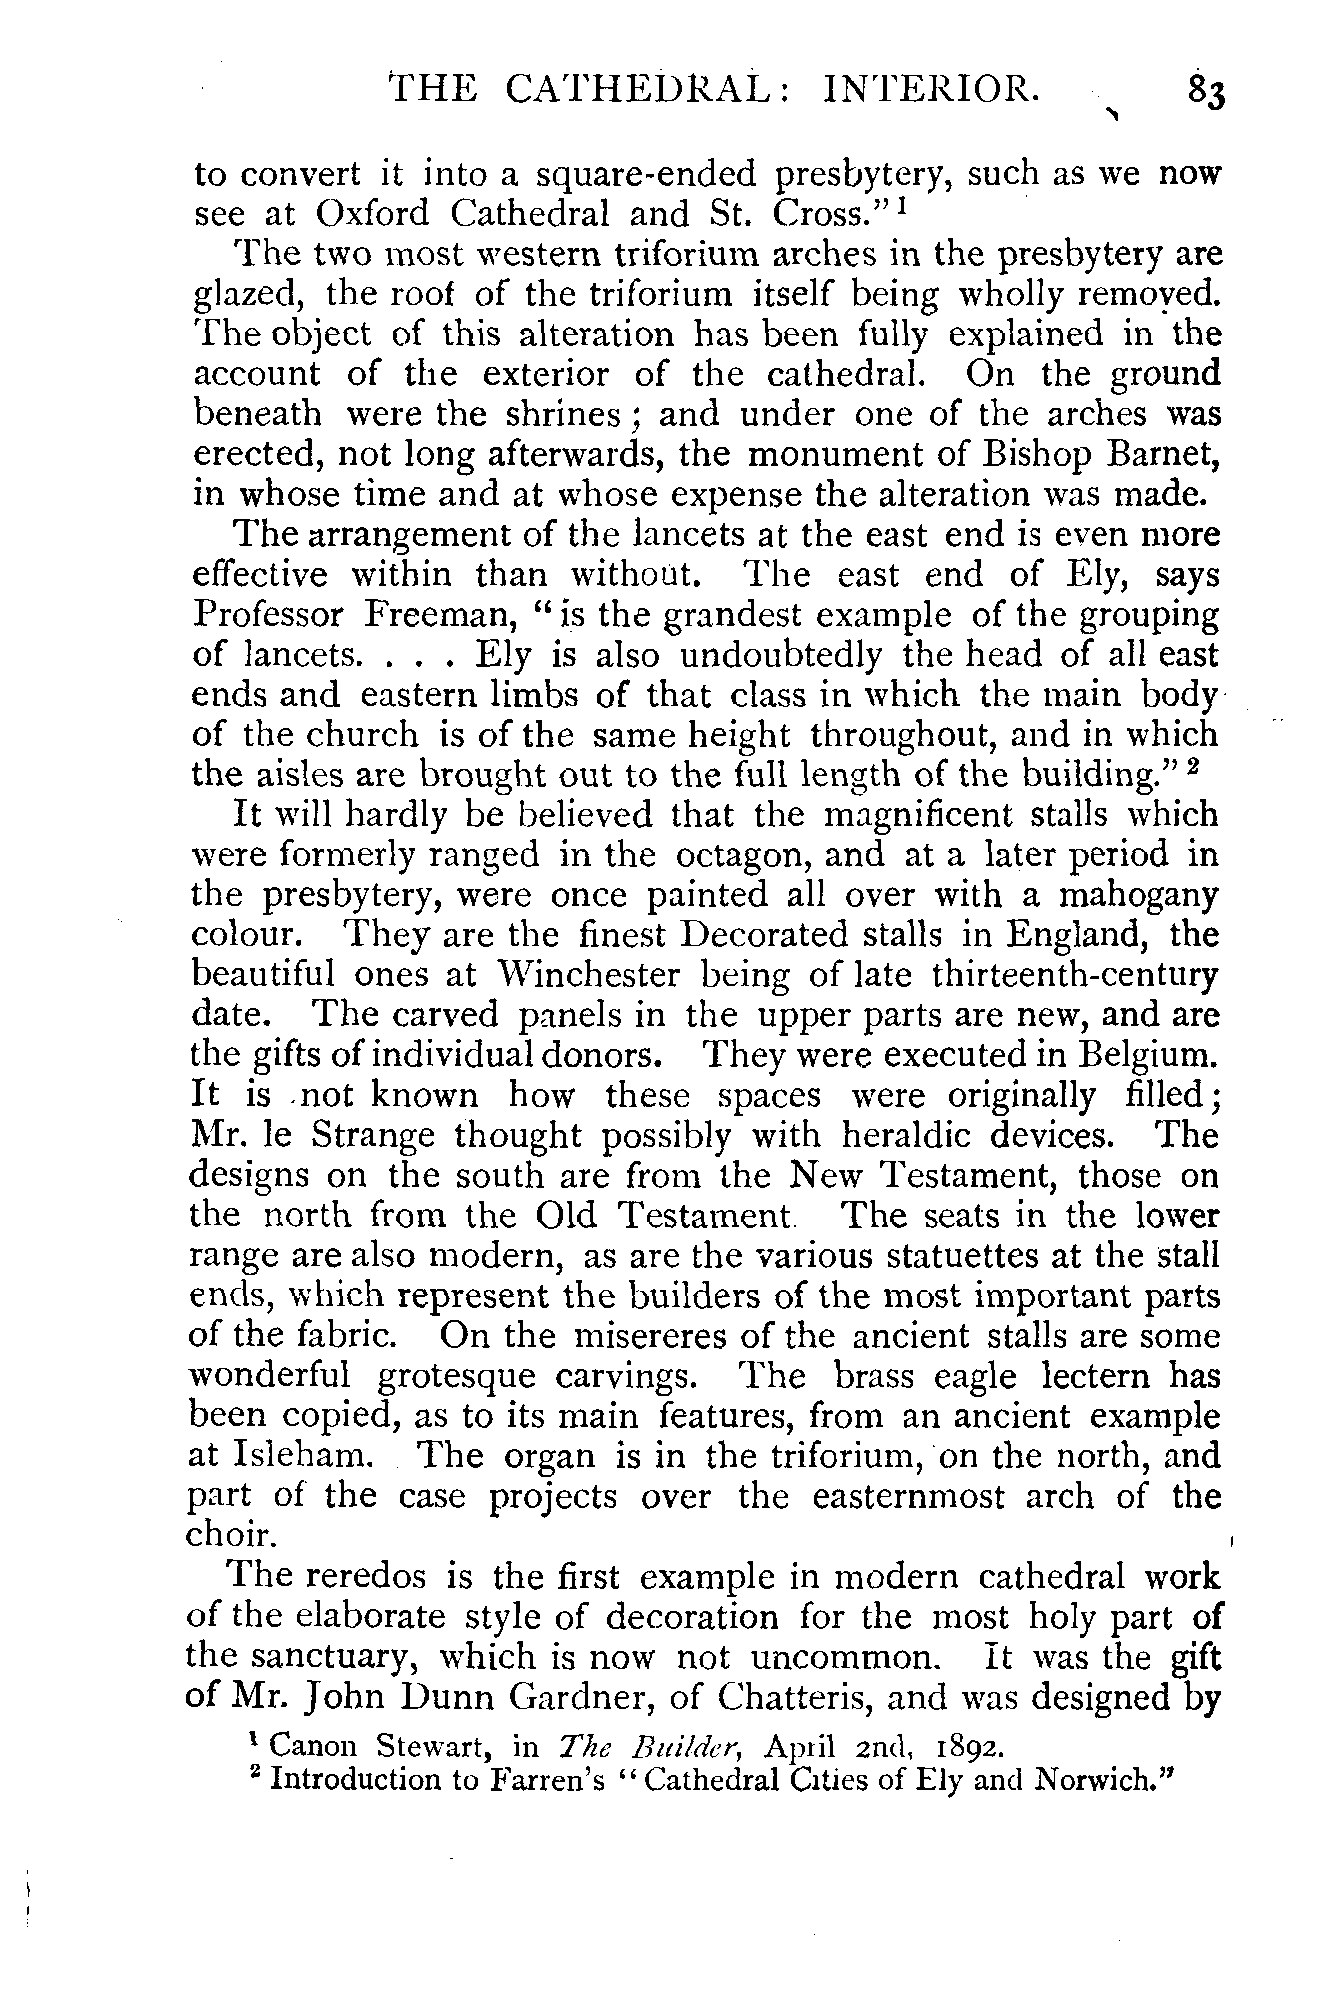 THE CATHEDRAL: INTERIOR. 83
to convert it into a square-ended presbytery, such as we now
see at Oxford Cathedral and St. Cross." ¹
The two most western triforium arches in the presbytery are
glazed, the roof of the triforium itself being wholly removed.
The object of this alteration has been fully explained in the
account of the exterior of the cathedral. On the ground
beneath were the shrines; and under one of the arches was
erected, not long afterwards, the monument of Bishop Barnet,
in whose time and at whose expense the alteration was made.
The arrangement of the lancets at the east end is even more
effective within than without. The east end of Ely, says
Professor Freeman, "is the grandest example of the grouping
of lancets. . . . Ely is also undoubtedly the head of all east
ends and eastern limbs of that class in which the main body
of the church is of the same height throughout, and in which
the aisles are brought out to the full length of the building." ²
It will hardly be believed that the magnificent stalls which
were formerly ranged in the octagon, and at a later period in
the presbytery, were once painted all over with a mahogany
colour. They are the finest Decorated stalls in England, the
beautiful ones at Winchester being of late thirteenth-century
date. The carved panels in the upper parts are new, and are
the gifts of individual donors. They were executed in Belgium.
It is not known how these spaces were originally filled;
Mr. le Strange thought possibly with heraldic devices. The
designs on the south are from the New Testament, those on
the north from the Old Testament. The seats in the lower
range are also modern, as are the various statuettes at the stall
ends, which represent the builders of the most important parts
of the fabric. On the misereres of the ancient stalls are some
wonderful grotesque carvings. The brass eagle lectern has
been copied, as to its main features, from an ancient example
at Isleham. The organ is in the triforium, on the north, and
part of the case projects over the easternmost arch of the
choir.
The reredos is the first example in modern cathedral work
of the elaborate style of decoration for the most holy part of
the sanctuary, which is now not uncommon. It was the gift
of Mr. John Dunn Gardner, of Chatteris, and was designed by
¹ Canon Stewart, in The Builder, April 2nd, 1892.
² Introduction to Farren's "Cathedral Cities of Ely and Norwich."